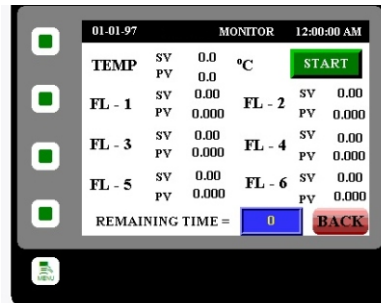 01-01-97 MONITOR 12:00:00 AM
TEMP SV 0.0 °C START
PV 0.0
FL - 1 SV 0.00 FL - 2 SV 0.00
PV 0.000 PV 0.000
FL - 3 SV 0.00 FL - 4 SV 0.00
PV 0.000 PV 0.000
FL - 5 SV 0.00 FL - 6 SV 0.00
PV 0.000 PV 0.000
REMAINING TIME = 0 BACK
MENU